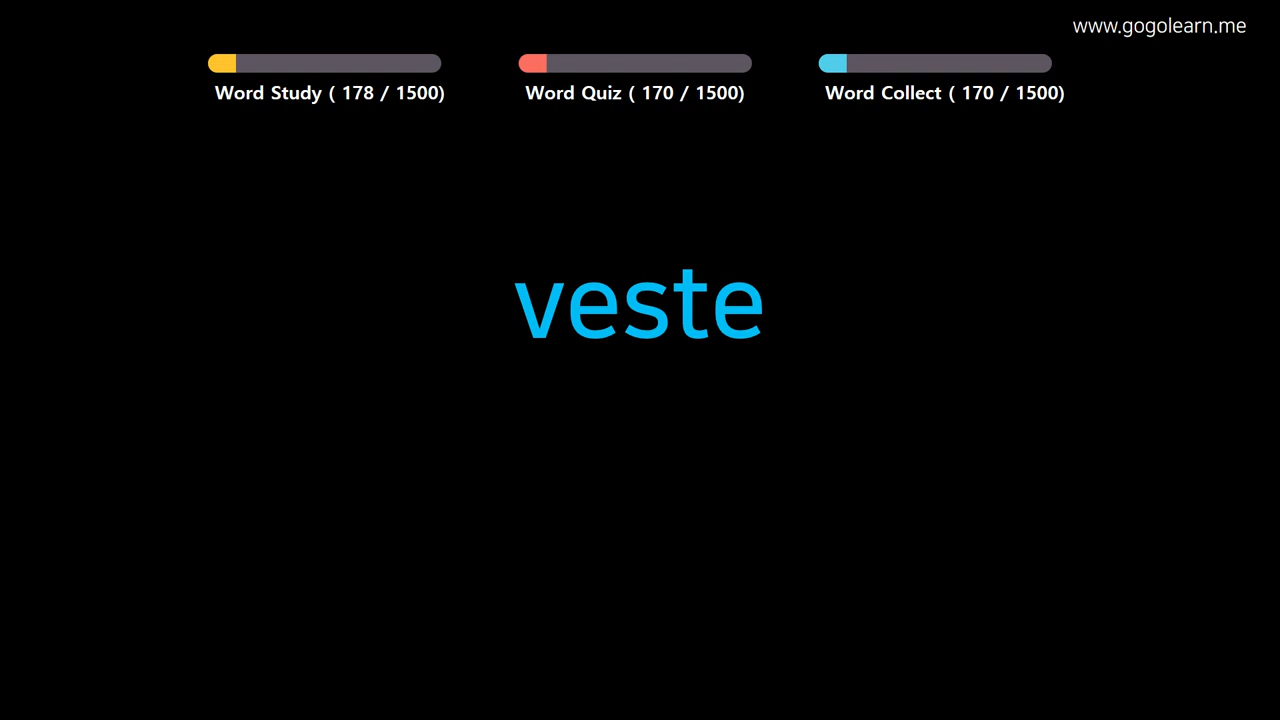 www.gogolearn.me
Word Study ( 178 / 1500)
Word Quiz ( 170 / 1500)
Word Collect ( 170 / 1500)
veste